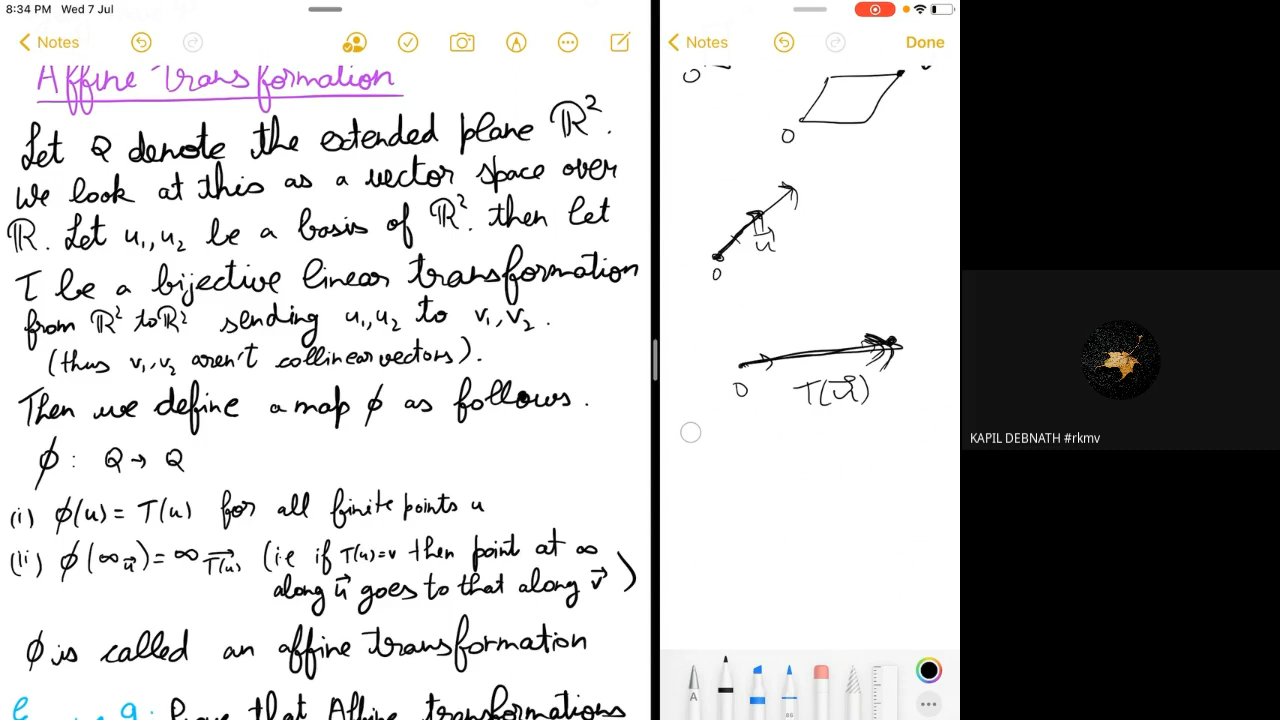 8:34 PM Wed 7 Jul
Notes
Affine Transformation
Let Q denote the extended plane ℝ².
We look at this as a vector space over
ℝ. Let u₁, u₂ be a basis of ℝ². then let
T be a bijective linear transformation
from ℝ² to ℝ² sending u₁, u₂ to v₁, v₂.
(thus v₁, v₂ aren't collinear vectors).
Then we define a map ϕ as follows.
ϕ: Q → Q
(i) ϕ(u) = T(u) for all finite points u
(ii) ϕ(∞_u⃗) = ∞_T(u)⃗ (i.e if T(u)=v then point at ∞
along u⃗ goes to that along v⃗)
ϕ is called an affine transformation
9: Prove that Affine transformations
Notes
Done
O
O
u⃗
O
O
T(u⃗)
A
KAPIL DEBNATH #rkmv